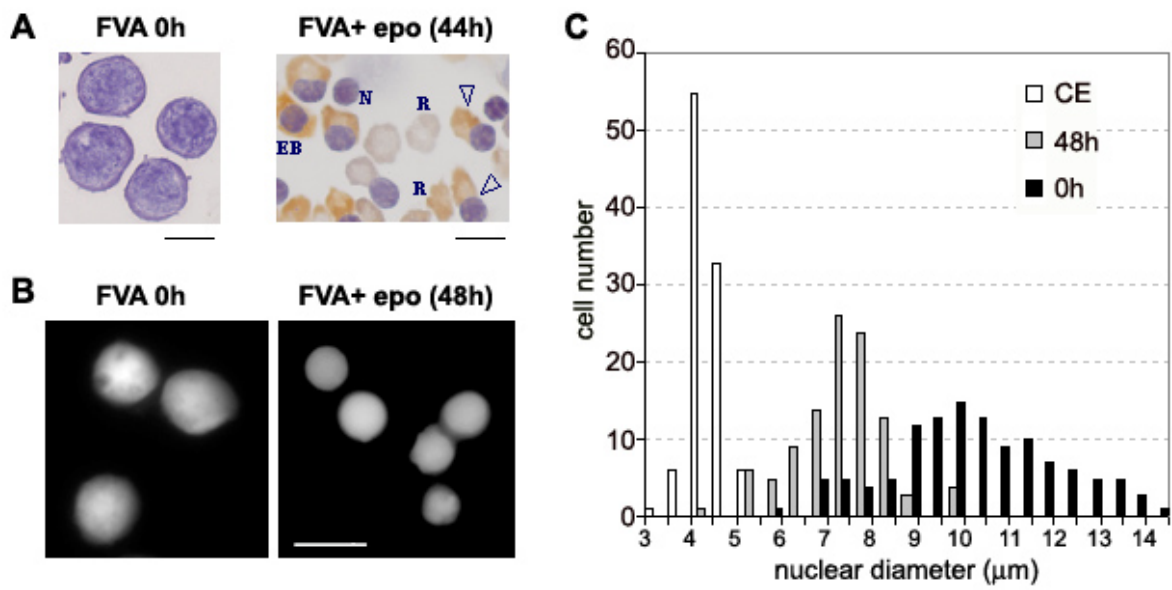 A
FVA 0h
FVA+ epo (44h)
N
R
EB
R
B
FVA 0h
FVA+ epo (48h)
C
60
50
40
30
20
10
0
cell number
CE
48h
0h
3 4 5 6 7 8 9 10 11 12 13 14
nuclear diameter (μm)